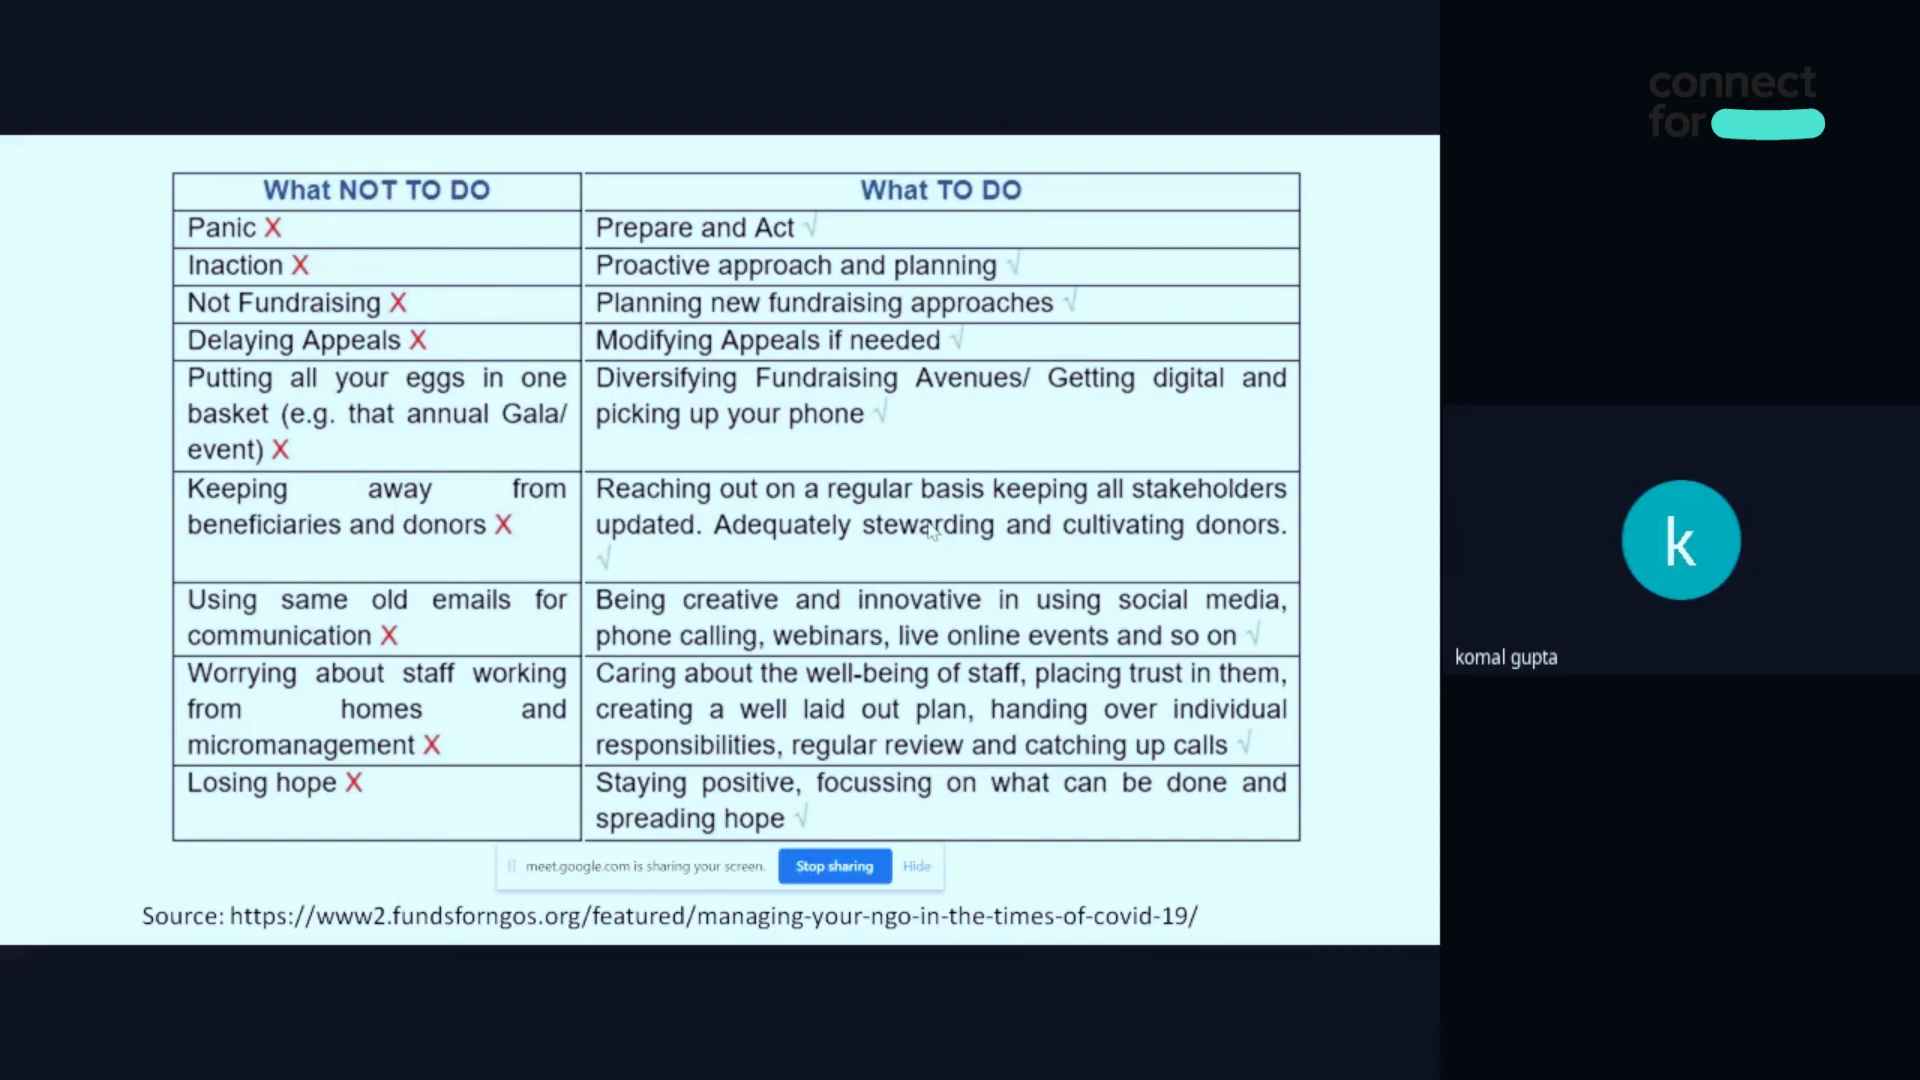 connect
for
What NOT TO DO
What TO DO
Panic X
Prepare and Act √
Inaction X
Proactive approach and planning √
Not Fundraising X
Planning new fundraising approaches √
Delaying Appeals X
Modifying Appeals if needed √
Putting all your eggs in one
basket (e.g. that annual Gala/
event) X
Diversifying Fundraising Avenues/ Getting digital and
picking up your phone √
Keeping away from
beneficiaries and donors X
Reaching out on a regular basis keeping all stakeholders
updated. Adequately stewarding and cultivating donors.
√
Using same old emails for
communication X
Being creative and innovative in using social media,
phone calling, webinars, live online events and so on √
Worrying about staff working
from homes and
micromanagement X
Caring about the well-being of staff, placing trust in them,
creating a well laid out plan, handing over individual
responsibilities, regular review and catching up calls √
Losing hope X
Staying positive, focussing on what can be done and
spreading hope √
meet.google.com is sharing your screen.
Stop sharing
Hide
Source: https://www2.fundsforngos.org/featured/managing-your-ngo-in-the-times-of-covid-19/
k
komal gupta